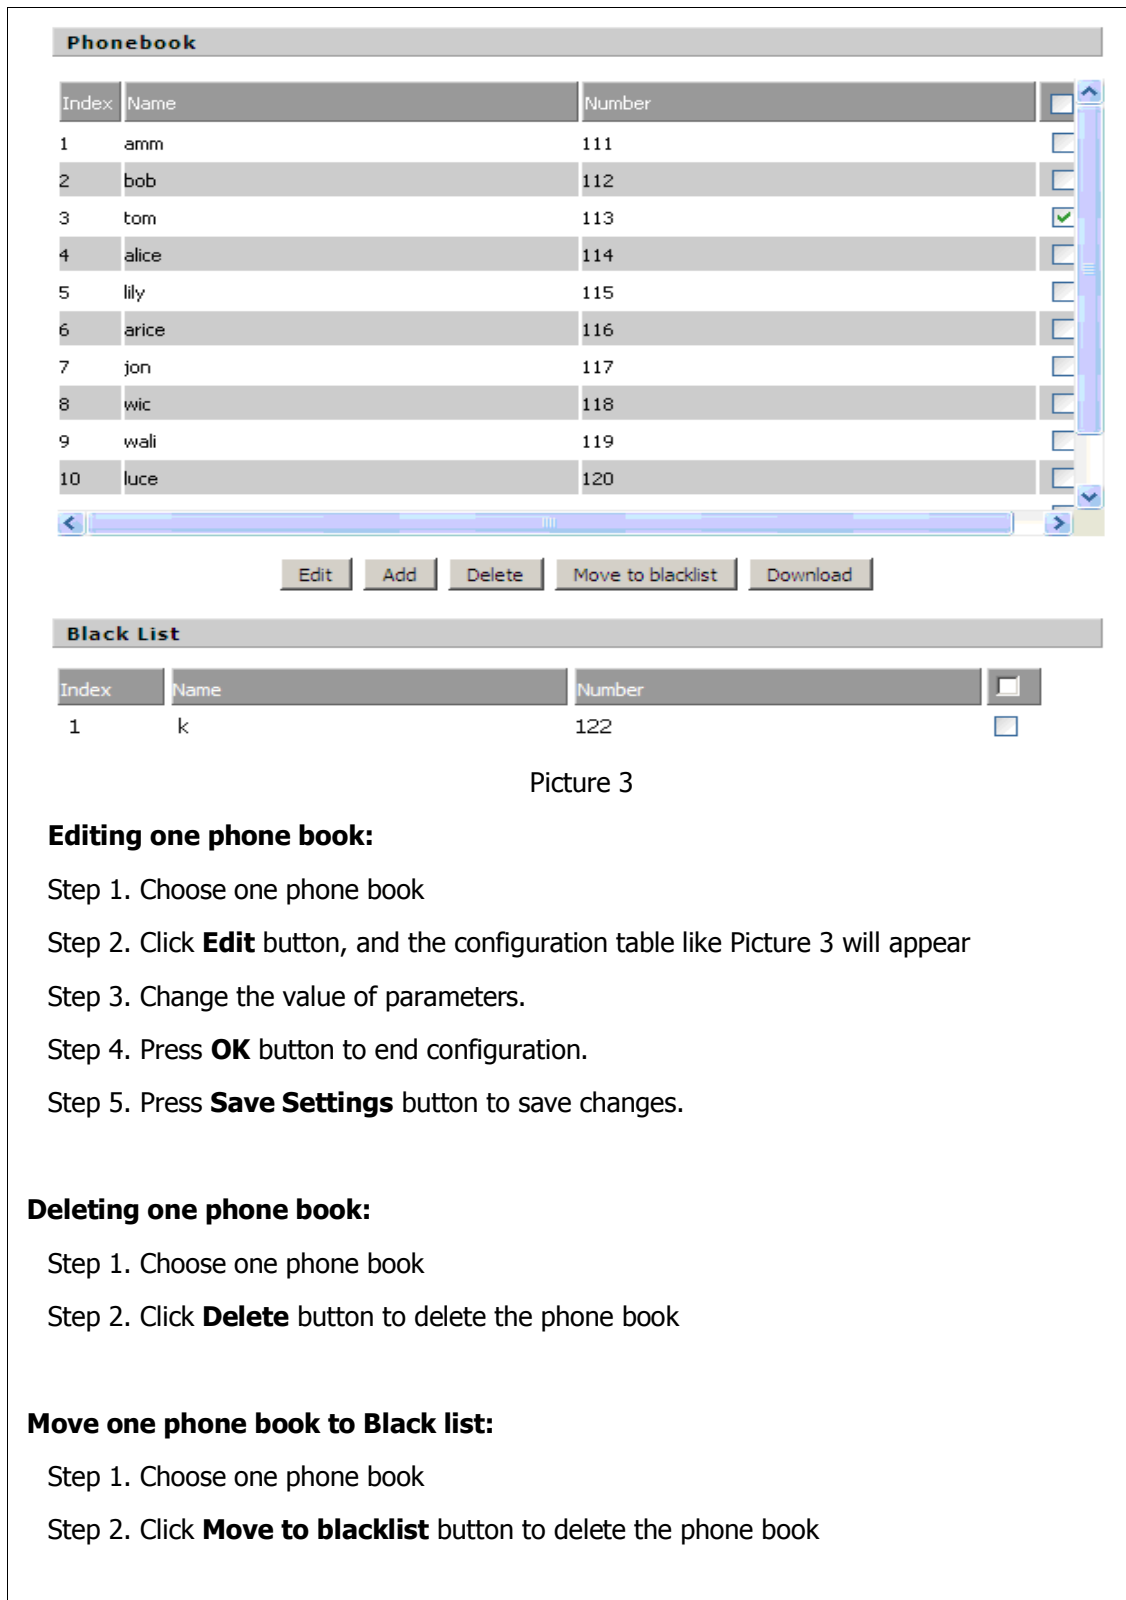 Phonebook
Index Name Number
1 amm 111
2 bob 112
3 tom 113
4 alice 114
5 lily 115
6 arice 116
7 jon 117
8 wic 118
9 wali 119
10 luce 120
Edit Add Delete Move to blacklist Download
Black List
Index Name Number
1 k 122
Picture 3
Editing one phone book:
Step 1. Choose one phone book
Step 2. Click Edit button, and the configuration table like Picture 3 will appear
Step 3. Change the value of parameters.
Step 4. Press OK button to end configuration.
Step 5. Press Save Settings button to save changes.
Deleting one phone book:
Step 1. Choose one phone book
Step 2. Click Delete button to delete the phone book
Move one phone book to Black list:
Step 1. Choose one phone book
Step 2. Click Move to blacklist button to delete the phone book